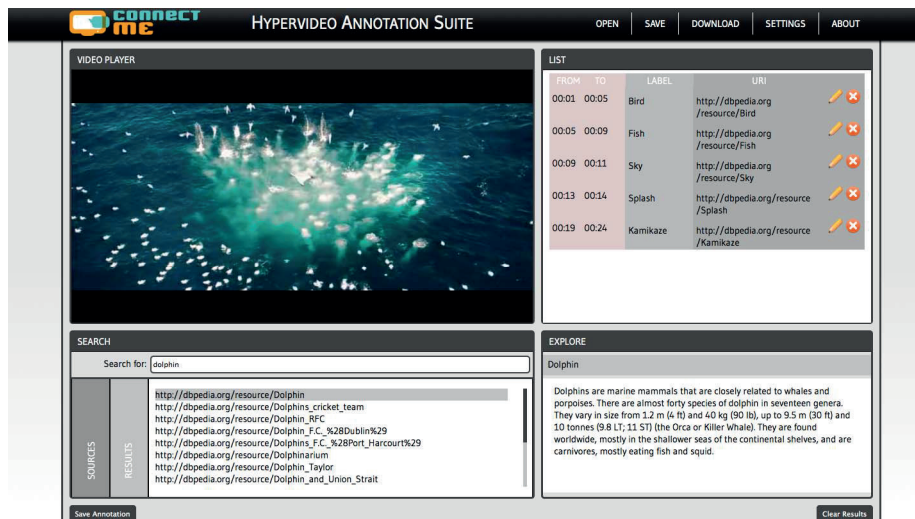 CONNECT
ME
HYPERVIDEO ANNOTATION SUITE
OPEN
SAVE
DOWNLOAD
SETTINGS
ABOUT
VIDEO PLAYER
LIST
FROM TO LABEL URI
00:01 00:05 Bird http://dbpedia.org
/resource/Bird
00:05 00:09 Fish http://dbpedia.org
/resource/Fish
00:09 00:11 Sky http://dbpedia.org
/resource/Sky
00:13 00:14 Splash http://dbpedia.org/resource
/Splash
00:19 00:24 Kamikaze http://dbpedia.org/resource
/Kamikaze
SEARCH
Search for: dolphin
SOURCES
RESULTS
http://dbpedia.org/resource/Dolphin
http://dbpedia.org/resource/Dolphins_cricket_team
http://dbpedia.org/resource/Dolphin_RFC
http://dbpedia.org/resource/Dolphin_F.C._%28Dublin%29
http://dbpedia.org/resource/Dolphins_F.C._%28Port_Harcourt%29
http://dbpedia.org/resource/Dolphinarium
http://dbpedia.org/resource/Dolphin_Taylor
http://dbpedia.org/resource/Dolphin_and_Union_Strait
EXPLORE
Dolphin
Dolphins are marine mammals that are closely related to whales and
porpoises. There are almost forty species of dolphin in seventeen genera.
They vary in size from 1.2 m (4 ft) and 40 kg (90 lb), up to 9.5 m (30 ft) and
10 tonnes (9.8 LT; 11 ST) (the Orca or Killer Whale). They are found
worldwide, mostly in the shallower seas of the continental shelves, and are
carnivores, mostly eating fish and squid.
Save Annotation
Clear Results